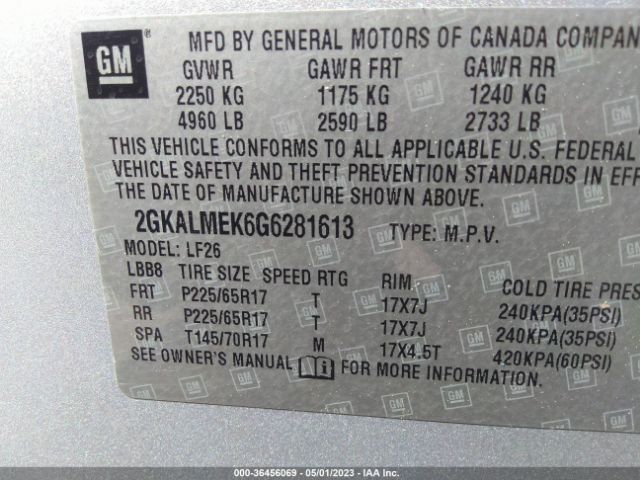 GM
MFD BY GENERAL MOTORS OF CANADA COMPAN
GVWR GAWR FRT GAWR RR
2250 KG 1175 KG 1240 KG
4960 LB 2590 LB 2733 LB
THIS VEHICLE CONFORMS TO ALL APPLICABLE U.S. FEDERAL
VEHICLE SAFETY AND THEFT PREVENTION STANDARDS IN EFF
THE DATE OF MANUFACTURE SHOWN ABOVE.
2GKALMEK6G6281613 TYPE: M.P.V.
MODEL: LF26
LBB8 TIRE SIZE SPEED RTG RIM COLD TIRE PRES
FRT P225/65R17 T 17X7J 240KPA(35PSI)
RR P225/65R17 T 17X7J 240KPA(35PSI)
SPA T145/70R17 M 17X4.5T 420KPA(60PSI)
SEE OWNER'S MANUAL FOR MORE INFORMATION.
000-36456069 - 05/01/2023 - IAA Inc.